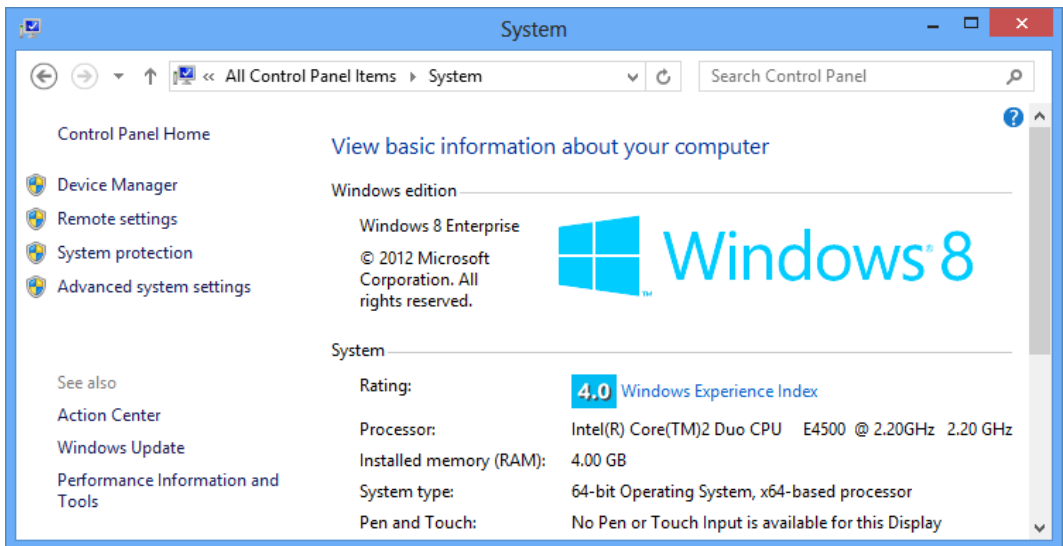 System
« All Control Panel Items ▸ System
Search Control Panel
Control Panel Home
Device Manager
Remote settings
System protection
Advanced system settings
See also
Action Center
Windows Update
Performance Information and
Tools
View basic information about your computer
Windows edition
Windows 8 Enterprise
© 2012 Microsoft
Corporation. All
rights reserved.
Windows® 8
™
System
Rating:
4.0 Windows Experience Index
Processor:
Intel(R) Core(TM)2 Duo CPU E4500 @ 2.20GHz 2.20 GHz
Installed memory (RAM):
4.00 GB
System type:
64-bit Operating System, x64-based processor
Pen and Touch:
No Pen or Touch Input is available for this Display